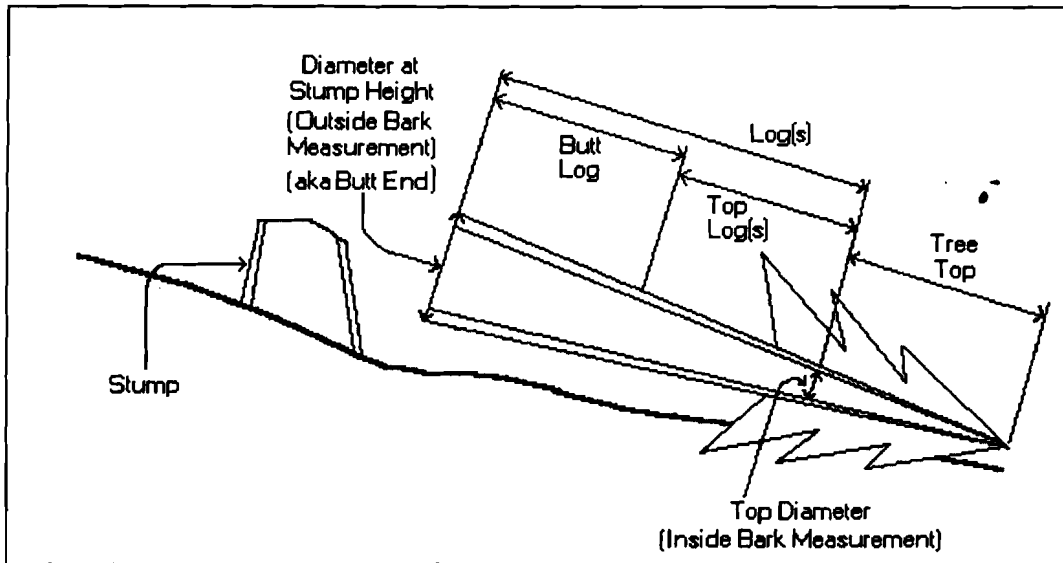 Diameter at
Stump Height
(Outside Bark
Measurement)
(aka Butt End)
Log(s)
Butt
Log
Top
Log(s)
Tree
Top
Stump
Top Diameter
(Inside Bark Measurement)